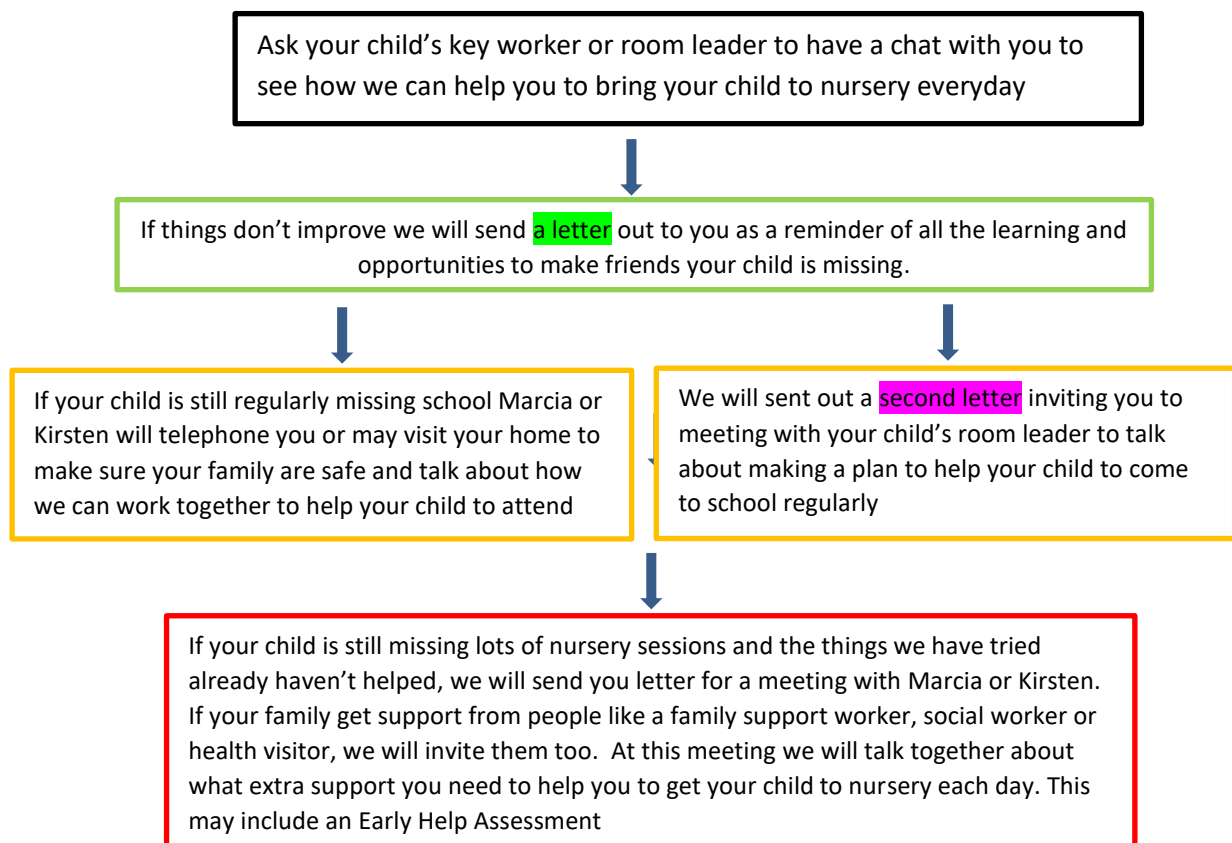 Ask your child’s key worker or room leader to have a chat with you to
see how we can help you to bring your child to nursery everyday
If things don’t improve we will send a letter out to you as a reminder of all the learning and
opportunities to make friends your child is missing.
If your child is still regularly missing school Marcia or
Kirsten will telephone you or may visit your home to
make sure your family are safe and talk about how
we can work together to help your child to attend
We will sent out a second letter inviting you to
meeting with your child’s room leader to talk
about making a plan to help your child to come
to school regularly
If your child is still missing lots of nursery sessions and the things we have tried
already haven’t helped, we will send you letter for a meeting with Marcia or Kirsten.
If your family get support from people like a family support worker, social worker or
health visitor, we will invite them too.  At this meeting we will talk together about
what extra support you need to help you to get your child to nursery each day. This
may include an Early Help Assessment